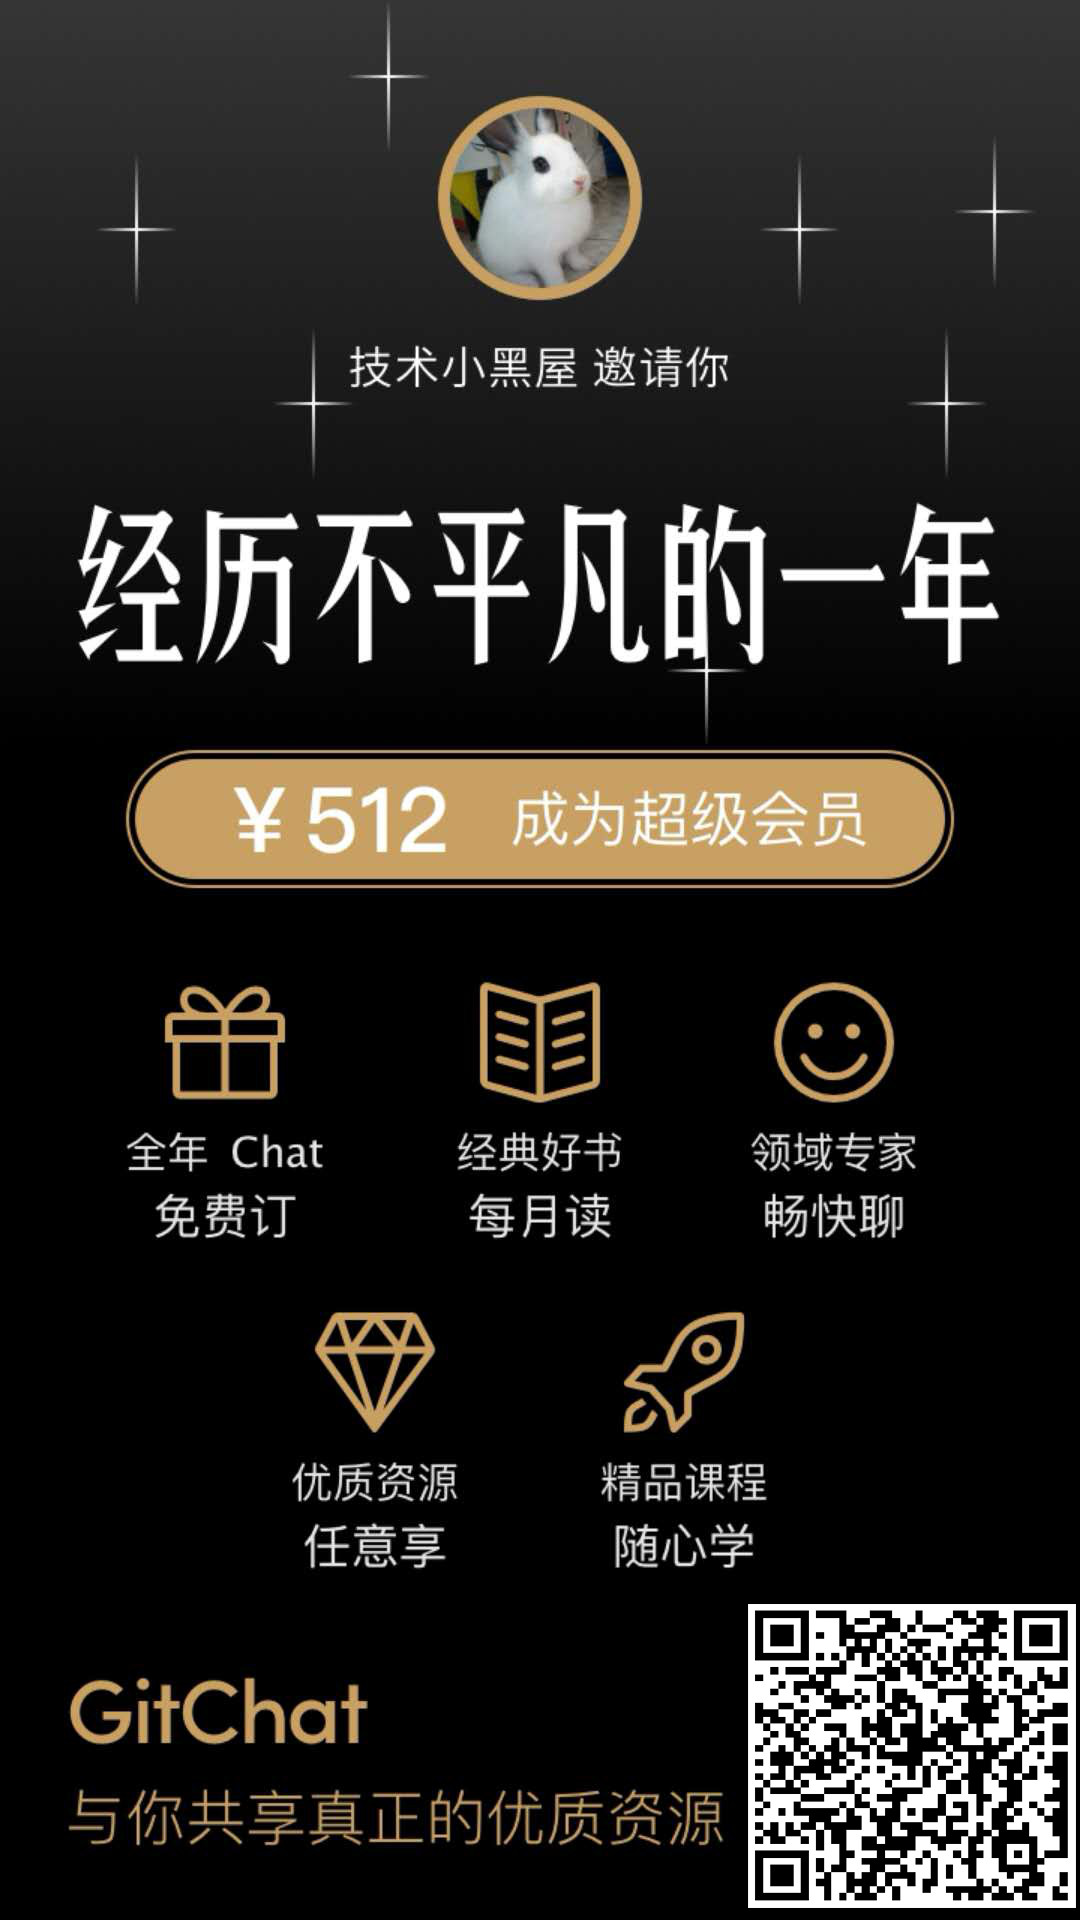 技术小黑屋 邀请你
经历不平凡的一年
￥512 成为超级会员
全年 Chat
免费订
经典好书
每月读
领域专家
畅快聊
优质资源
任意享
精品课程
随心学
GitChat
与你共享真正的优质资源